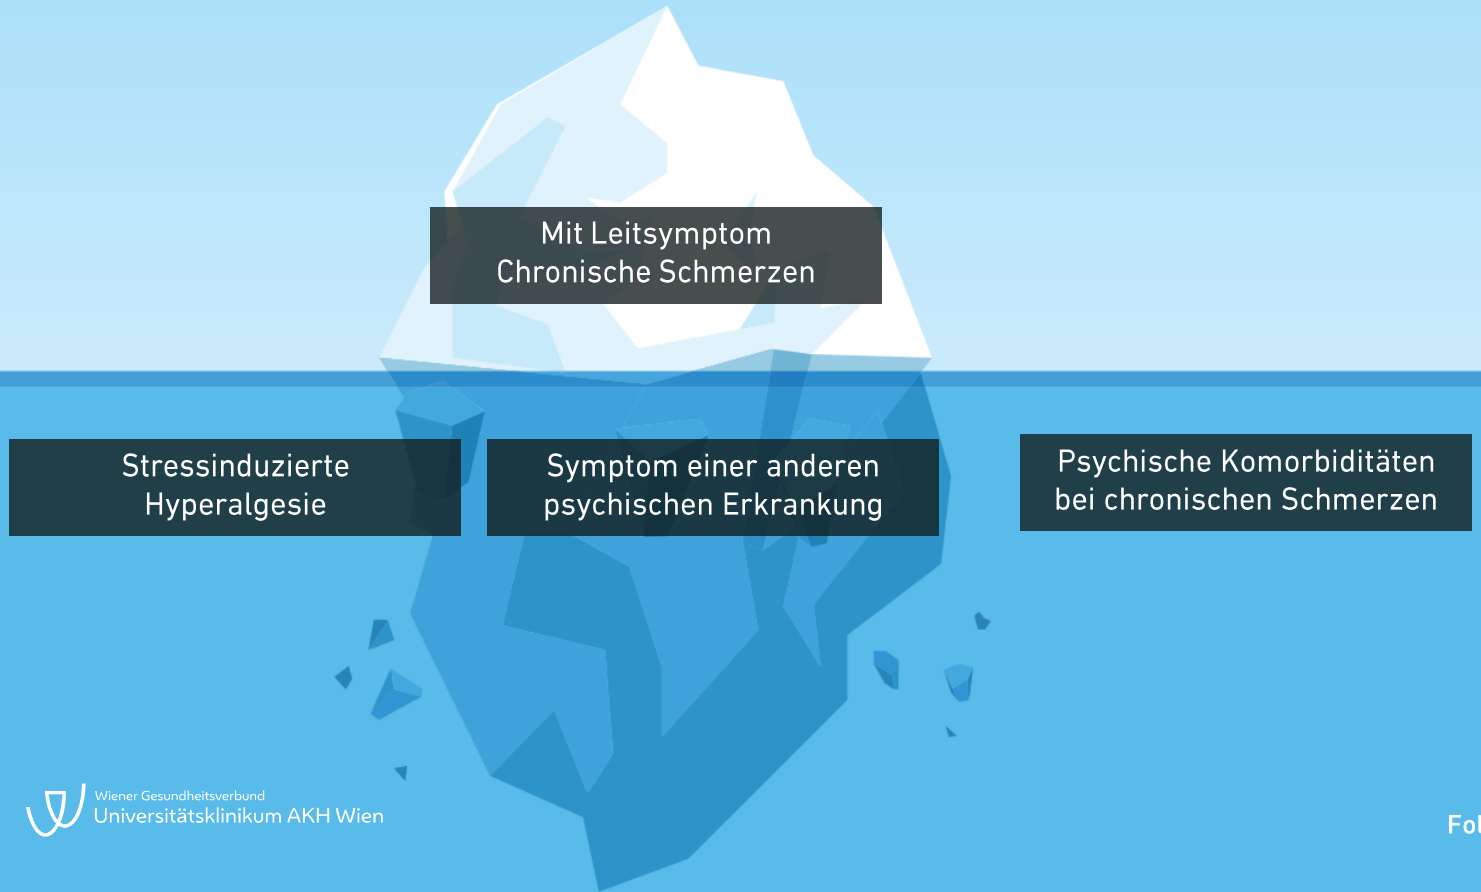 Mit Leitsymptom
Chronische Schmerzen
Stressinduzierte
Hyperalgesie
Symptom einer anderen
psychischen Erkrankung
Psychische Komorbiditäten
bei chronischen Schmerzen
Wiener Gesundheitsverbund
Universitätsklinikum AKH Wien